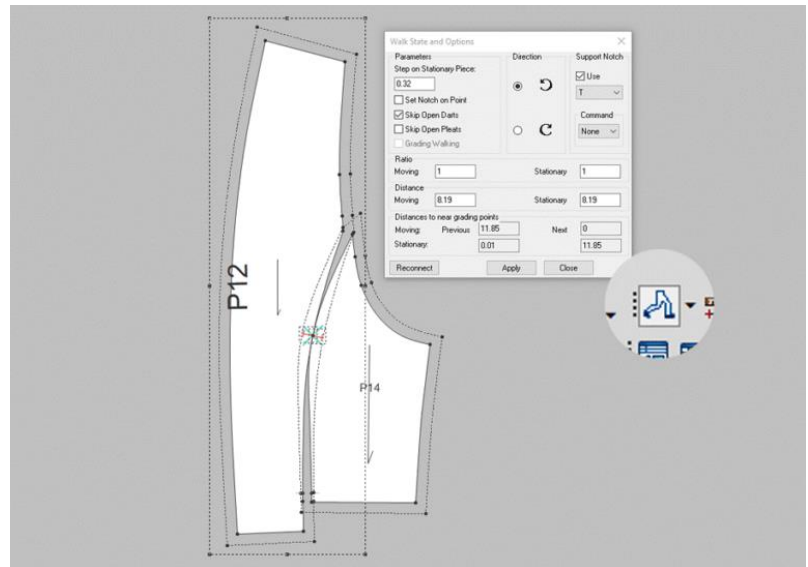 Walk State and Options
Parameters
Direction
Support Notch
Step on Stationary Piece:
Use
0.32
T
Set Notch on Point
Skip Open Darts
Command
Skip Open Pleats
None
Grading Walking
Ratio
Moving 1 Stationary 1
Distance
Moving 8.19 Stationary 8.19
Distances to near grading points
Moving: Previous 11.85 Next 0
Stationary: 0.01 11.85
Reconnect Apply Close
P12
P14